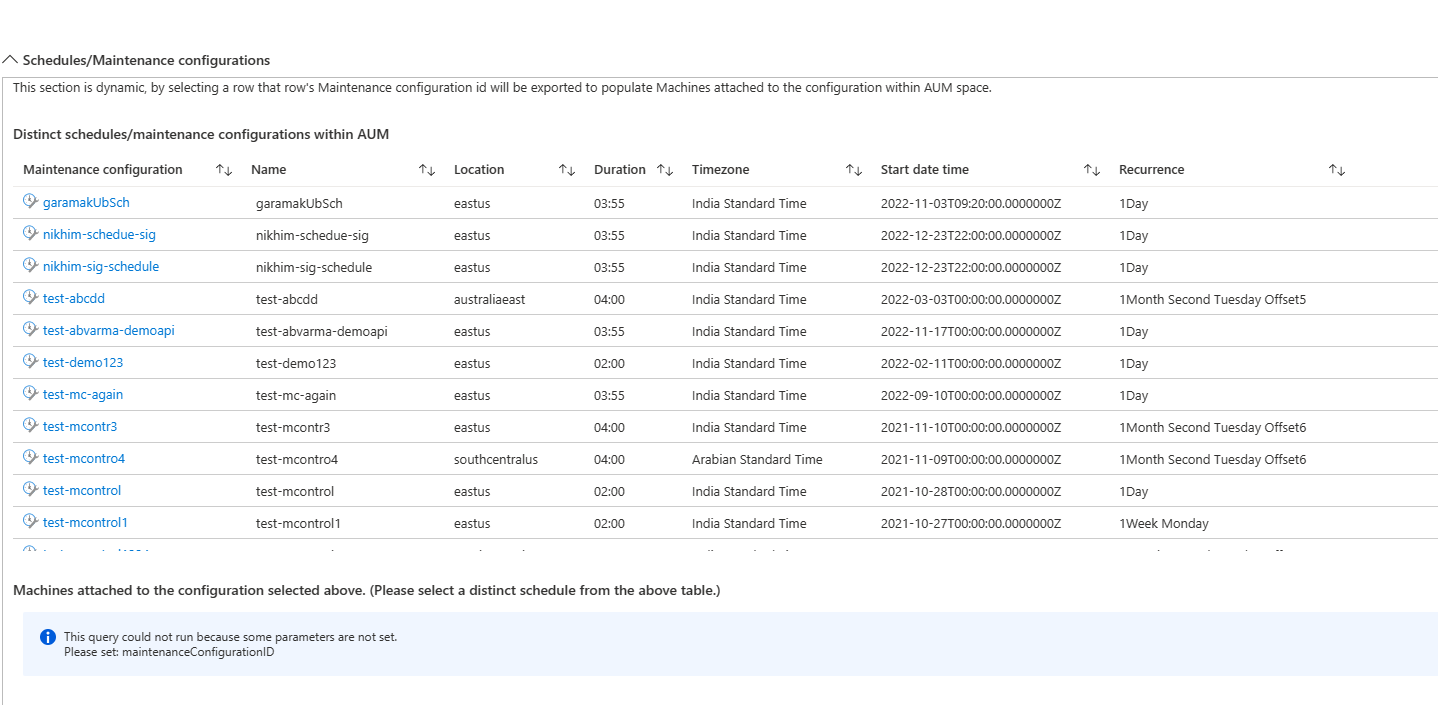 Schedules/Maintenance configurations
This section is dynamic, by selecting a row that row's Maintenance configuration id will be exported to populate Machines attached to the configuration within AUM space.
Distinct schedules/maintenance configurations within AUM
Maintenance configuration Name Location Duration Timezone Start date time Recurrence
garamakUbSch garamakUbSch eastus 03:55 India Standard Time 2022-11-03T09:20:00.0000000Z 1Day
nikhim-schedue-sig nikhim-schedue-sig eastus 03:55 India Standard Time 2022-12-23T22:00:00.0000000Z 1Day
nikhim-sig-schedule nikhim-sig-schedule eastus 03:55 India Standard Time 2022-12-23T22:00:00.0000000Z 1Day
test-abcdd test-abcdd australiaeast 04:00 India Standard Time 2022-03-03T00:00:00.0000000Z 1Month Second Tuesday Offset5
test-abvarma-demoapi test-abvarma-demoapi eastus 03:55 India Standard Time 2022-11-17T00:00:00.0000000Z 1Day
test-demo123 test-demo123 eastus 02:00 India Standard Time 2022-02-11T00:00:00.0000000Z 1Day
test-mc-again test-mc-again eastus 03:55 India Standard Time 2022-09-10T00:00:00.0000000Z 1Day
test-mcontr3 test-mcontr3 eastus 04:00 India Standard Time 2021-11-10T00:00:00.0000000Z 1Month Second Tuesday Offset6
test-mcontro4 test-mcontro4 southcentralus 04:00 Arabian Standard Time 2021-11-09T00:00:00.0000000Z 1Month Second Tuesday Offset6
test-mcontrol test-mcontrol eastus 02:00 India Standard Time 2021-10-28T00:00:00.0000000Z 1Day
test-mcontrol1 test-mcontrol1 eastus 02:00 India Standard Time 2021-10-27T00:00:00.0000000Z 1Week Monday
Machines attached to the configuration selected above. (Please select a distinct schedule from the above table.)
This query could not run because some parameters are not set.
Please set: maintenanceConfigurationID